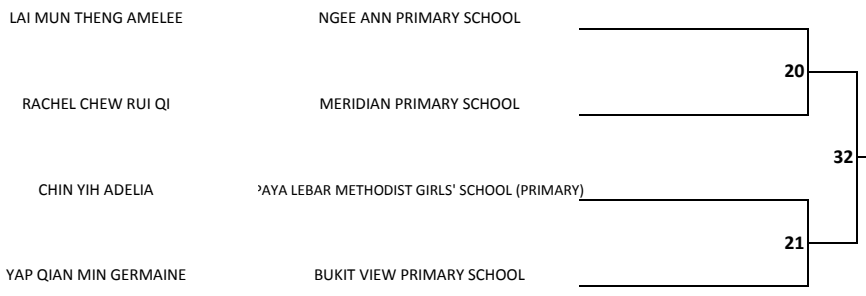 LAI MUN THENG AMELEE NGEE ANN PRIMARY SCHOOL
20
RACHEL CHEW RUI QI MERIDIAN PRIMARY SCHOOL
32
CHIN YIH ADELIA PAYA LEBAR METHODIST GIRLS' SCHOOL (PRIMARY)
21
YAP QIAN MIN GERMAINE BUKIT VIEW PRIMARY SCHOOL